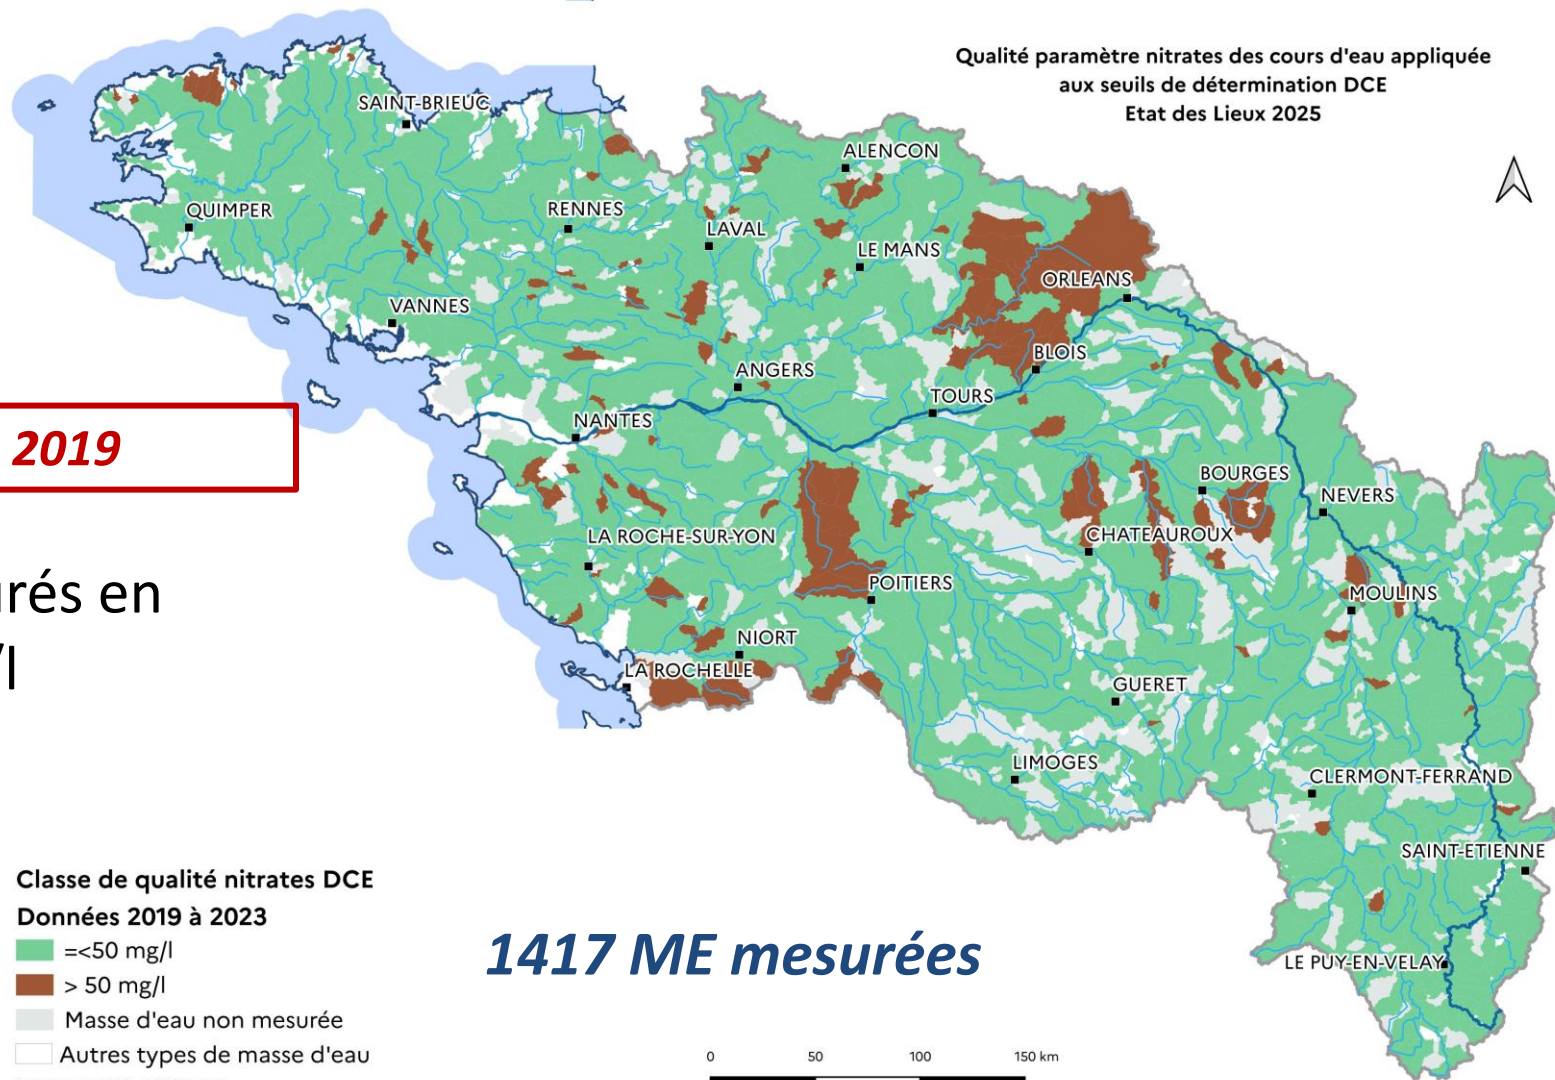 Qualité paramètre nitrates des cours d'eau appliquée
aux seuils de détermination DCE
Etat des Lieux 2025
SAINT-BRIEUC
ALENCON
QUIMPER
RENNES
LAVAL
LE MANS
ORLEANS
VANNES
BLOIS
ANGERS
TOURS
NANTES
2019
BOURGES
NEVERS
LA ROCHE-SUR-YON
CHATEAUROUX
urés en
POITIERS
MOULINS
/l
NIORT
LA ROCHELLE
GUERET
LIMOGES
CLERMONT-FERRAND
SAINT-ETIENNE
LE PUY-EN-VELAY
Classe de qualité nitrates DCE
Données 2019 à 2023
=<50 mg/l
> 50 mg/l
Masse d'eau non mesurée
Autres types de masse d'eau
1417 ME mesurées
0 50 100 150 km